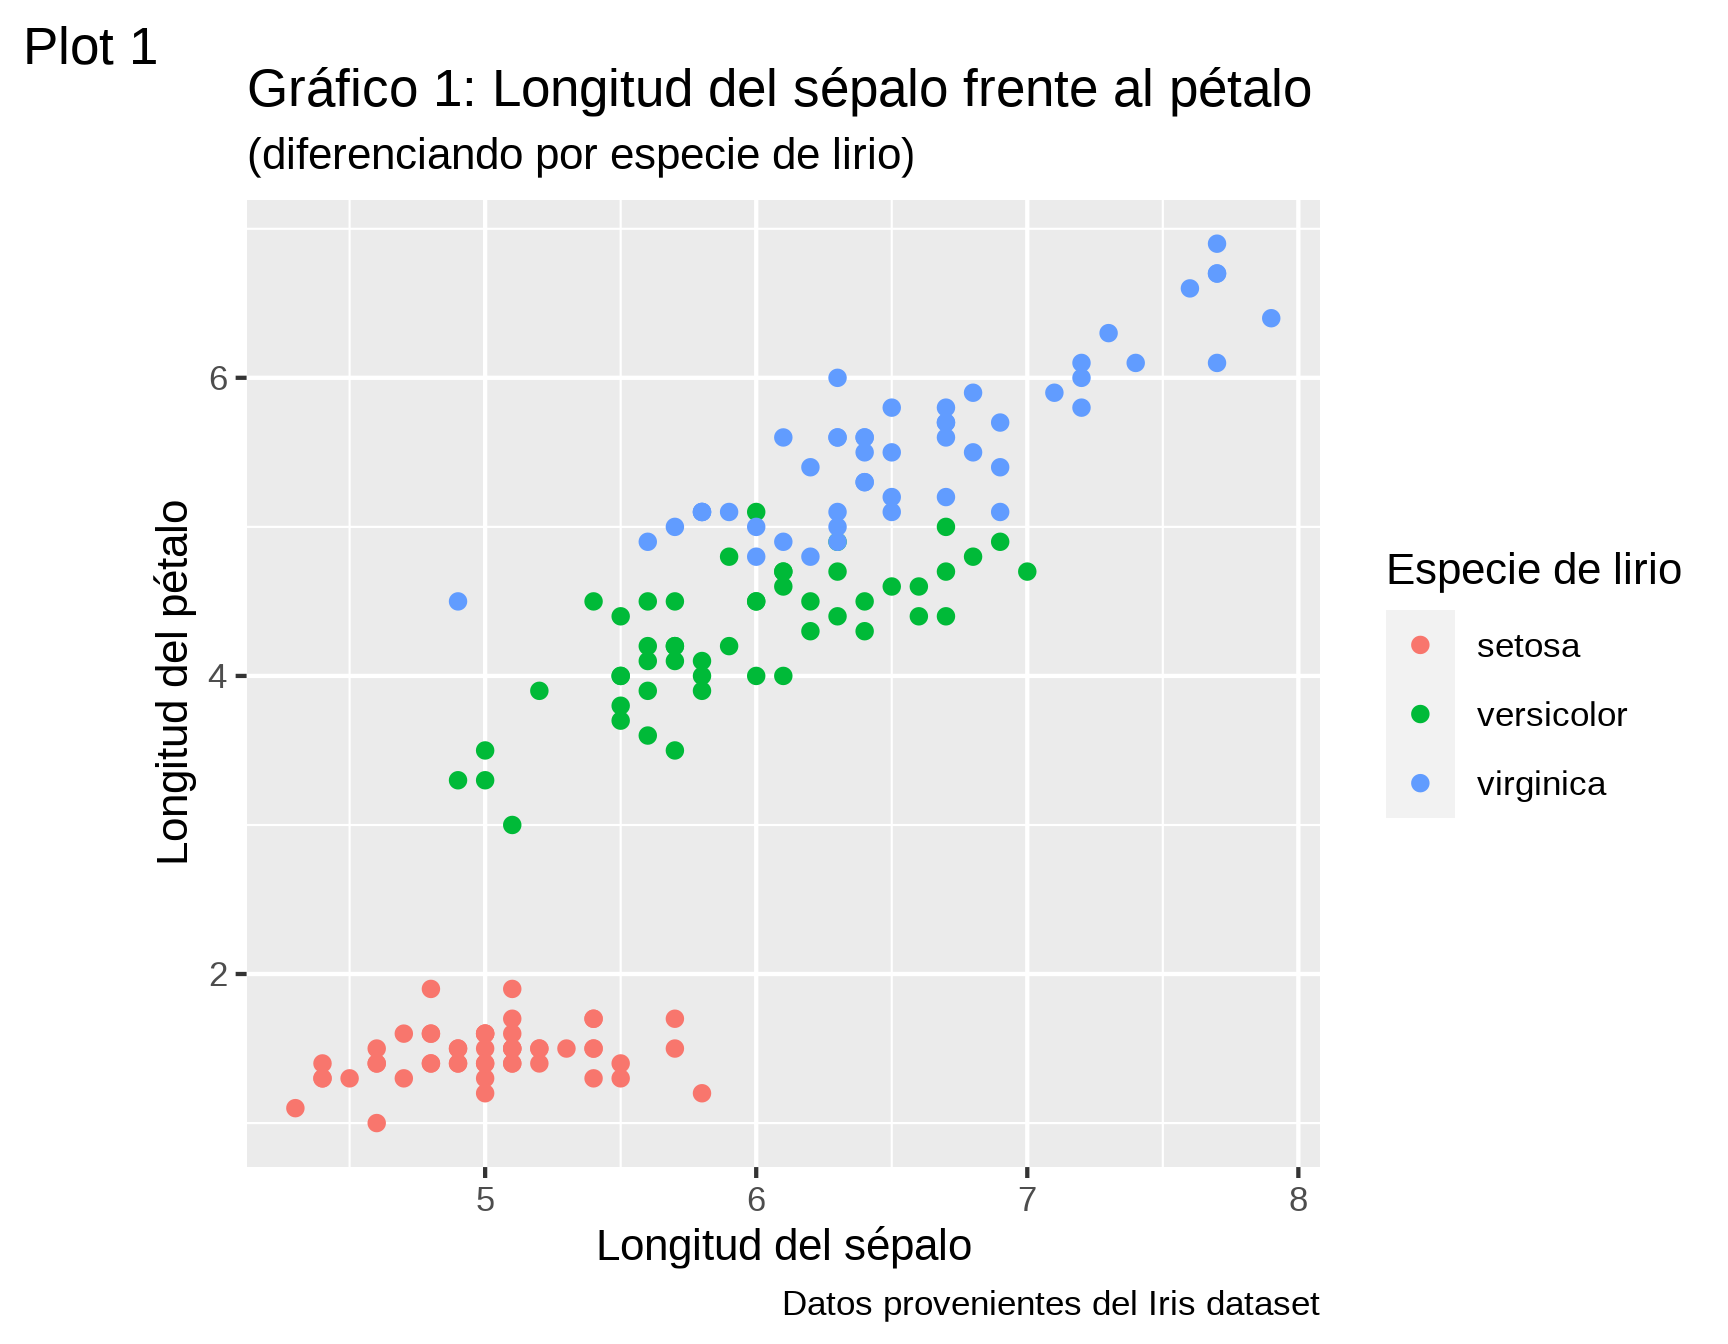 Plot 1
Gráfico 1: Longitud del sépalo frente al pétalo
(diferenciando por especie de lirio)
Longitud del pétalo
6
4
2
5 6 7 8
Longitud del sépalo
Especie de lirio
setosa
versicolor
virginica
Datos provenientes del Iris dataset